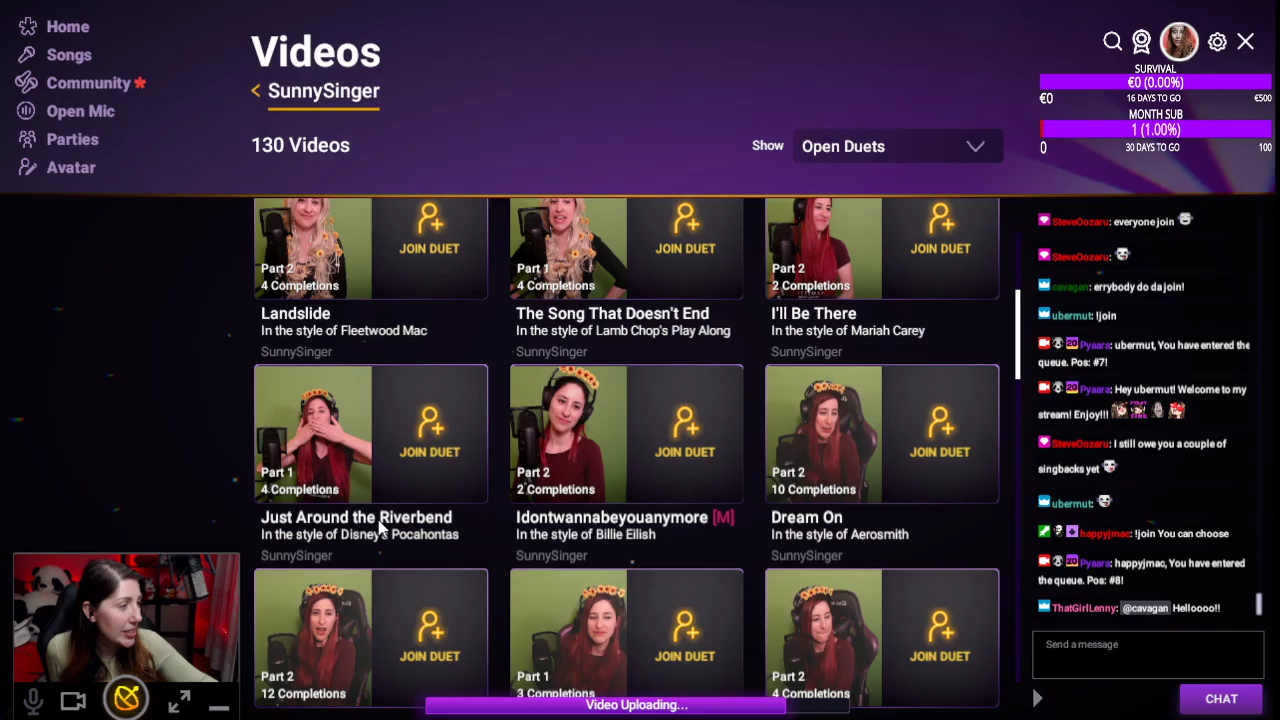 Home
Songs
Community *
Open Mic
Parties
Avatar
Videos
< SunnySinger
130 Videos
Show
Open Duets
SURVIVAL
€0 (0.00%)
€0
16 DAYS TO GO
€500
MONTH SUB
1 (1.00%)
0
30 DAYS TO GO
100
Part 2
4 Completions
JOIN DUET
Landslide
In the style of Fleetwood Mac
SunnySinger
Part 1
4 Completions
JOIN DUET
The Song That Doesn't End
In the style of Lamb Chop's Play Along
SunnySinger
Part 2
2 Completions
JOIN DUET
I'll Be There
In the style of Mariah Carey
SunnySinger
Part 1
4 Completions
JOIN DUET
Just Around the Riverbend
In the style of Disney's Pocahontas
SunnySinger
Part 2
2 Completions
JOIN DUET
Idontwannabeyouanymore [M]
In the style of Billie Eilish
SunnySinger
Part 2
10 Completions
JOIN DUET
Dream On
In the style of Aerosmith
SunnySinger
Part 2
12 Completions
JOIN DUET
Part 1
3 Completions
JOIN DUET
Part 2
4 Completions
JOIN DUET
Video Uploading...
SteveOozaru: everyone join
SteveOozaru:
cavagan: errybody do da join!
ubermut: !join
20 Pyaara: ubermut, You have entered the
queue. Pos: #7!
20 Pyaara: Hey ubermut! Welcome to my
stream! Enjoy!!!
SteveOozaru: I still owe you a couple of
singbacks yet
ubermut:
happyjmac: !join You can choose
20 Pyaara: happyjmac, You have entered
the queue. Pos: #8!
ThatGirlLenny: @cavagan Helloooo!!
Send a message
CHAT